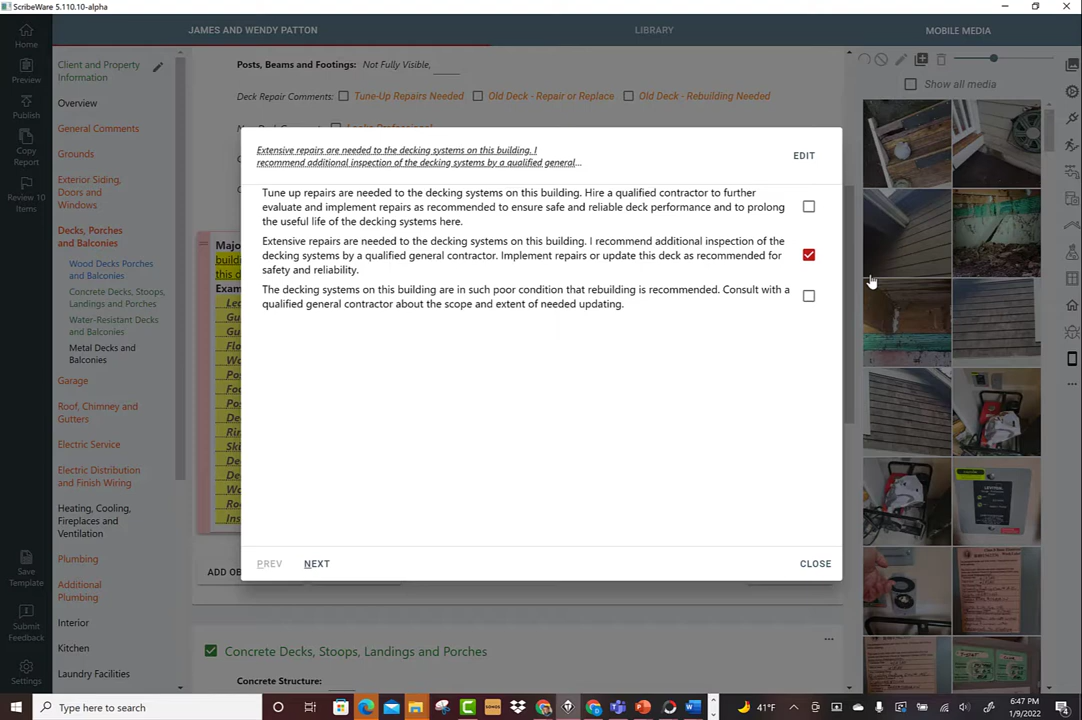 ScribeWare 5.110.10-alpha
JAMES AND WENDY PATTON
LIBRARY
MOBILE MEDIA
Home
Preview
Publish
Copy
Report
Review 10
Items
Save
Template
Submit
Feedback
Settings
Client and Property
Information
Overview
General Comments
Grounds
Exterior Siding,
Doors and
Windows
Decks, Porches
and Balconies
Wood Decks Porches
and Balconies
Concrete Decks, Stoops,
Landings and Porches
Water-Resistant Decks
and Balconies
Metal Decks and
Balconies
Garage
Roof, Chimney and
Gutters
Electric Service
Electric Distribution
and Finish Wiring
Heating, Cooling,
Fireplaces and
Ventilation
Plumbing
Additional
Plumbing
Interior
Kitchen
Laundry Facilities
Posts, Beams and Footings: Not Fully Visible,
Deck Repair Comments: Tune-Up Repairs Needed Old Deck - Repair or Replace Old Deck - Rebuilding Needed
Show all media
Extensive repairs are needed to the decking systems on this building. I
recommend additional inspection of the decking systems by a qualified general...
EDIT
Tune up repairs are needed to the decking systems on this building. Hire a qualified contractor to further
evaluate and implement repairs as recommended to ensure safe and reliable deck performance and to prolong
the useful life of the decking systems here.
Extensive repairs are needed to the decking systems on this building. I recommend additional inspection of the
decking systems by a qualified general contractor. Implement repairs or update this deck as recommended for
safety and reliability.
The decking systems on this building are in such poor condition that rebuilding is recommended. Consult with a
qualified general contractor about the scope and extent of needed updating.
PREV NEXT CLOSE
ADD OB
Concrete Decks, Stoops, Landings and Porches
Concrete Structure:
Type here to search
41°F
6:47 PM
1/9/2022